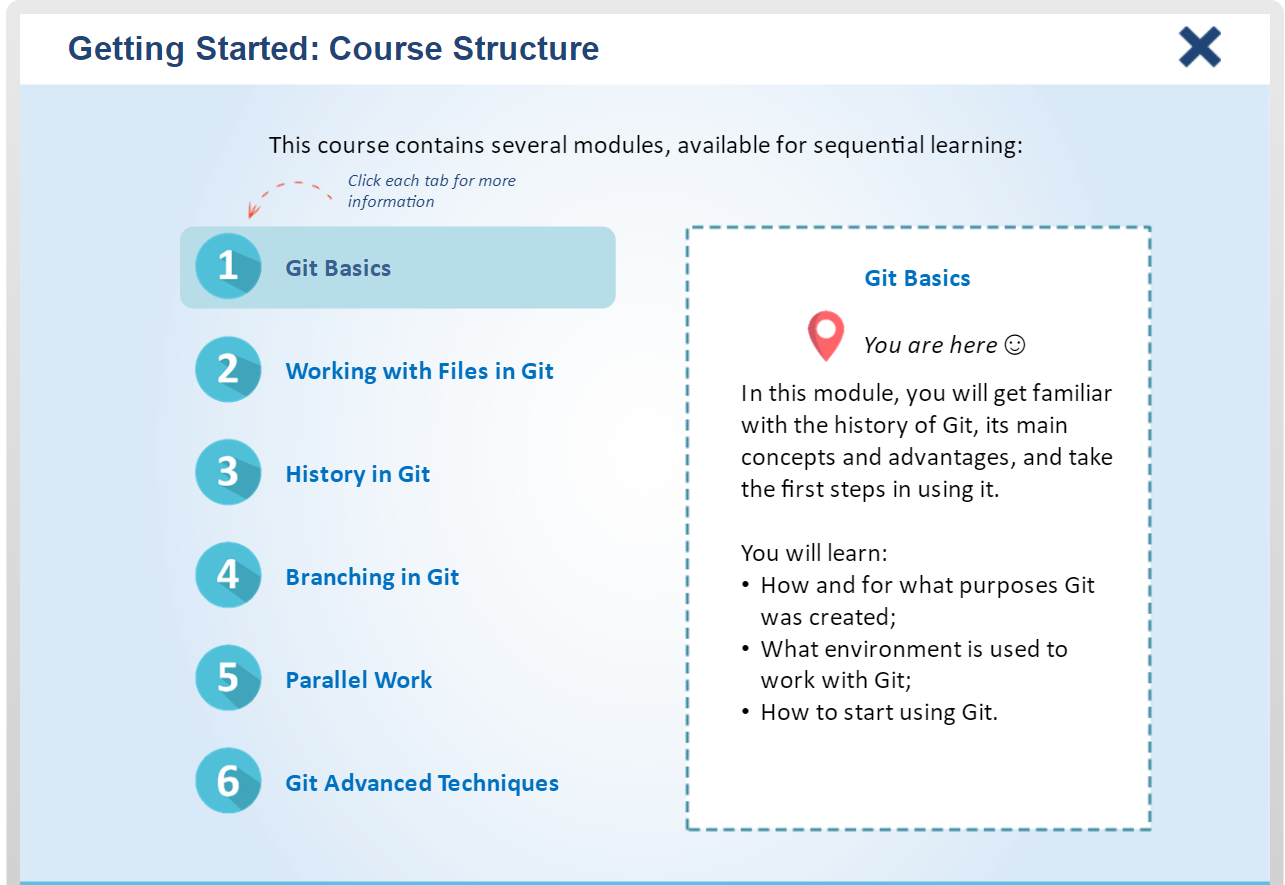 Getting Started: Course Structure
This course contains several modules, available for sequential learning:
Click each tab for more
information
1 Git Basics
2 Working with Files in Git
3 History in Git
4 Branching in Git
5 Parallel Work
6 Git Advanced Techniques
Git Basics
You are here ☺
In this module, you will get familiar
with the history of Git, its main
concepts and advantages, and take
the first steps in using it.
You will learn:
• How and for what purposes Git
was created;
• What environment is used to
work with Git;
• How to start using Git.